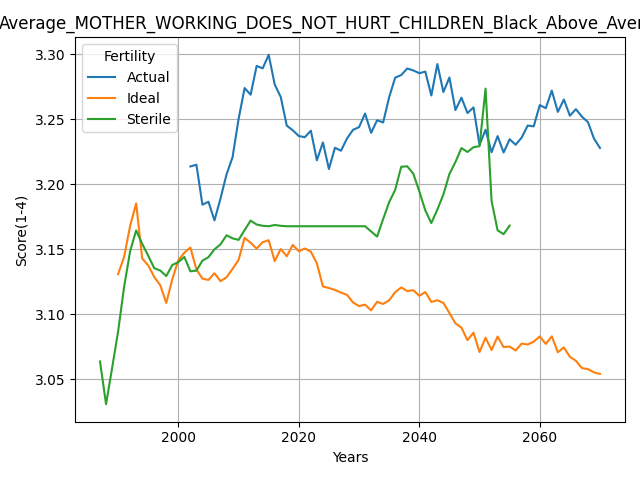 Average_MOTHER_WORKING_DOES_NOT_HURT_CHILDREN_Black_Above_Aver
Fertility
Actual
Ideal
Sterile
Score(1-4)
3.30
3.25
3.20
3.15
3.10
3.05
2000 2020 2040 2060
Years